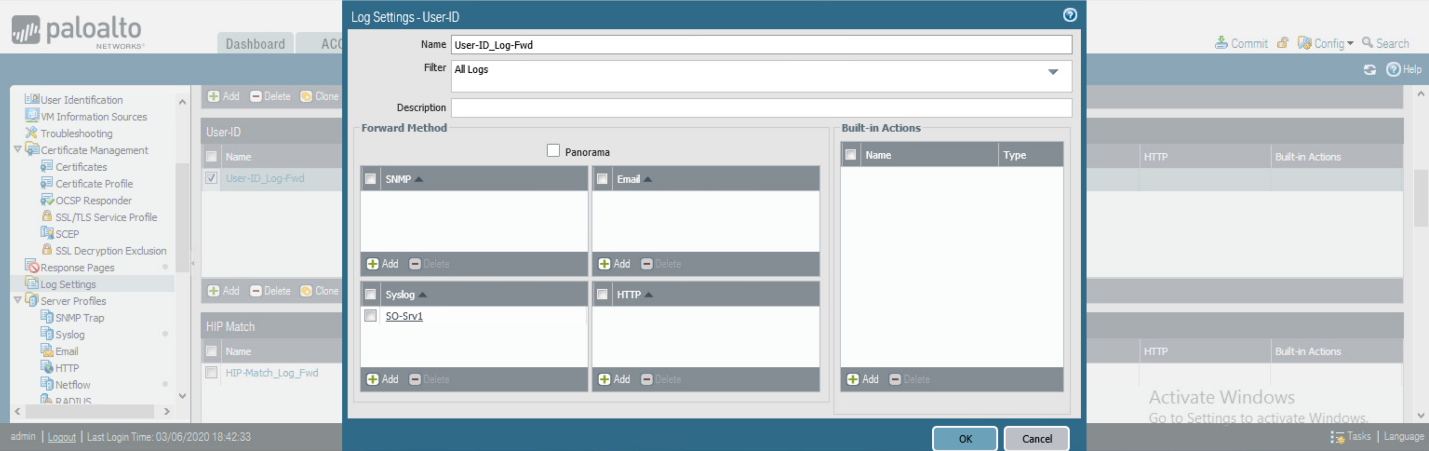 paloalto
NETWORKS®
Dashboard
ACC
Commit
Config
Search
Help
Log Settings - User-ID
Name
User-ID_Log-Fwd
Filter
All Logs
Description
Forward Method
Panorama
SNMP
Email
Add
Delete
Add
Delete
Syslog
HTTP
SO-Srv1
Add
Delete
Add
Delete
Built-in Actions
Name
Type
Add
Delete
User Identification
VM Information Sources
Troubleshooting
Certificate Management
Certificates
Certificate Profile
OCSP Responder
SSL/TLS Service Profile
SCEP
SSL Decryption Exclusion
Response Pages
Log Settings
Server Profiles
SNMP Trap
Syslog
Email
HTTP
Netflow
RADIUS
Add Delete Clone
User-ID
Name
HTTP
Built-in Actions
User-ID_Log-Fwd
Add Delete Clone
HIP Match
Name
HTTP
Built-in Actions
HIP-Match_Log_Fwd
OK
Cancel
Activate Windows
Go to Settings to activate Windows.
admin | Logout | Last Login Time: 03/06/2020 18:42:33
Tasks | Language